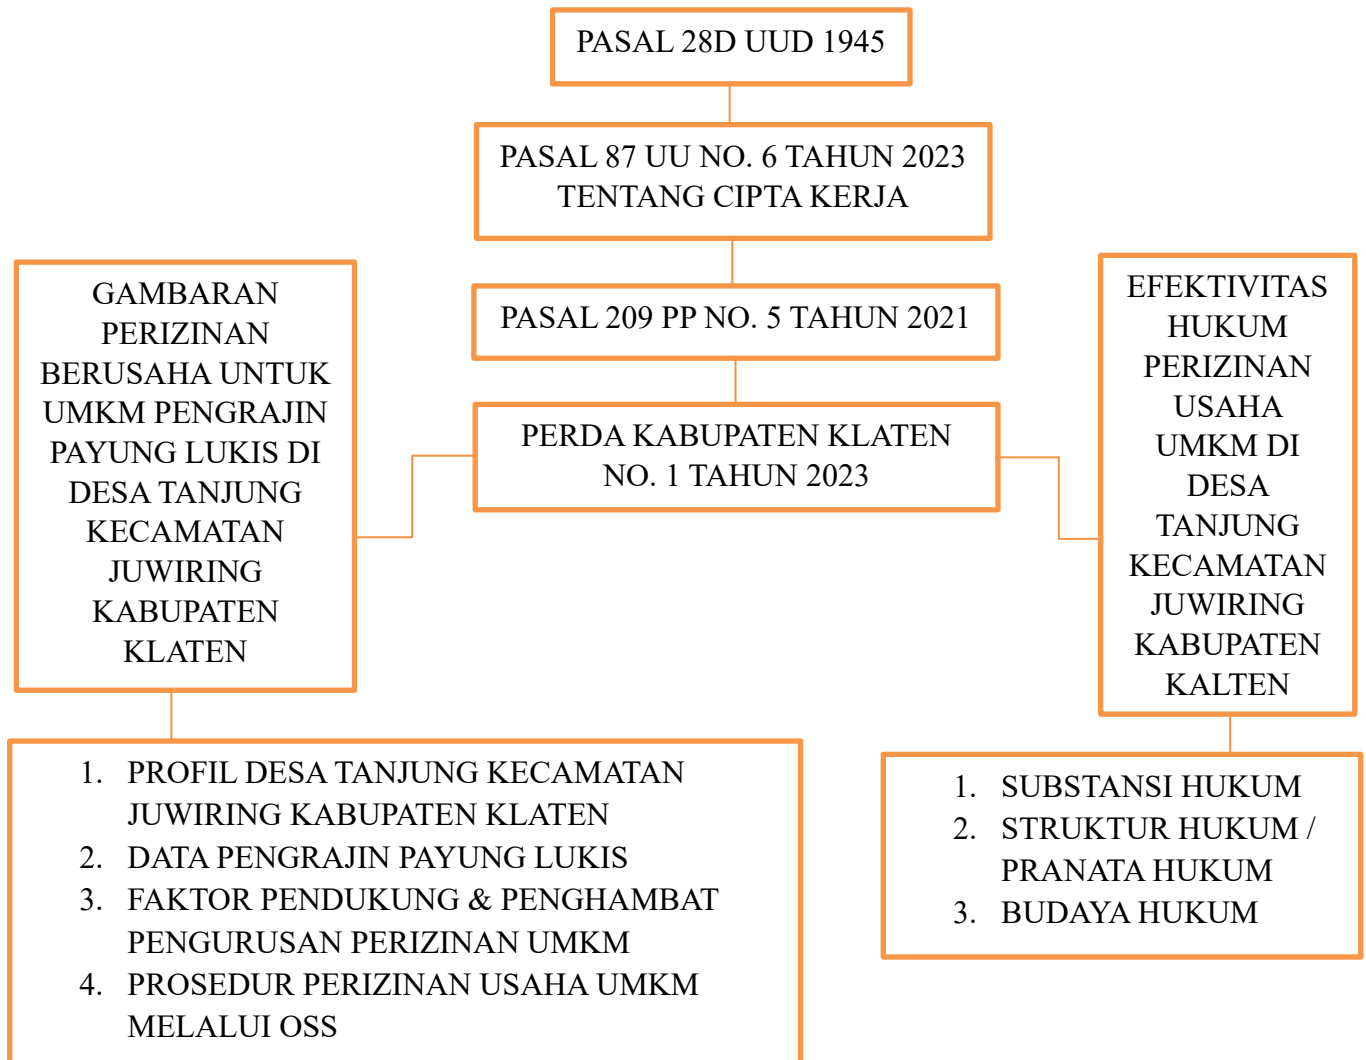 PASAL 28D UUD 1945
PASAL 87 UU NO. 6 TAHUN 2023
TENTANG CIPTA KERJA
PASAL 209 PP NO. 5 TAHUN 2021
PERDA KABUPATEN KLATEN
NO. 1 TAHUN 2023
GAMBARAN
PERIZINAN
BERUSAHA UNTUK
UMKM PENGRAJIN
PAYUNG LUKIS DI
DESA TANJUNG
KECAMATAN
JUWIRING
KABUPATEN
KLATEN
EFEKTIVITAS
HUKUM
PERIZINAN
USAHA
UMKM DI
DESA
TANJUNG
KECAMATAN
JUWIRING
KABUPATEN
KALTEN
1. PROFIL DESA TANJUNG KECAMATAN
JUWIRING KABUPATEN KLATEN
2. DATA PENGRAJIN PAYUNG LUKIS
3. FAKTOR PENDUKUNG & PENGHAMBAT
PENGURUSAN PERIZINAN UMKM
4. PROSEDUR PERIZINAN USAHA UMKM
MELALUI OSS
1. SUBSTANSI HUKUM
2. STRUKTUR HUKUM /
PRANATA HUKUM
3. BUDAYA HUKUM